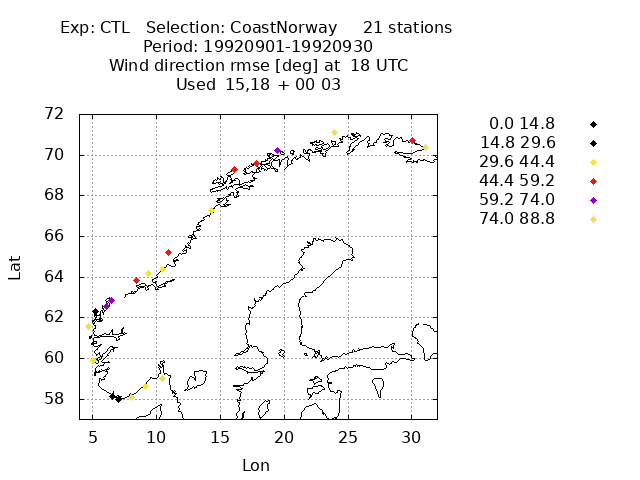 Exp: CTL Selection: CoastNorway 21 stations
Period: 19920901-19920930
Wind direction rmse [deg] at 18 UTC
Used 15,18 + 00 03
0.0 14.8
14.8 29.6
29.6 44.4
44.4 59.2
59.2 74.0
74.0 88.8
72
70
68
66
64
62
60
58
Lat
5 10 15 20 25 30
Lon